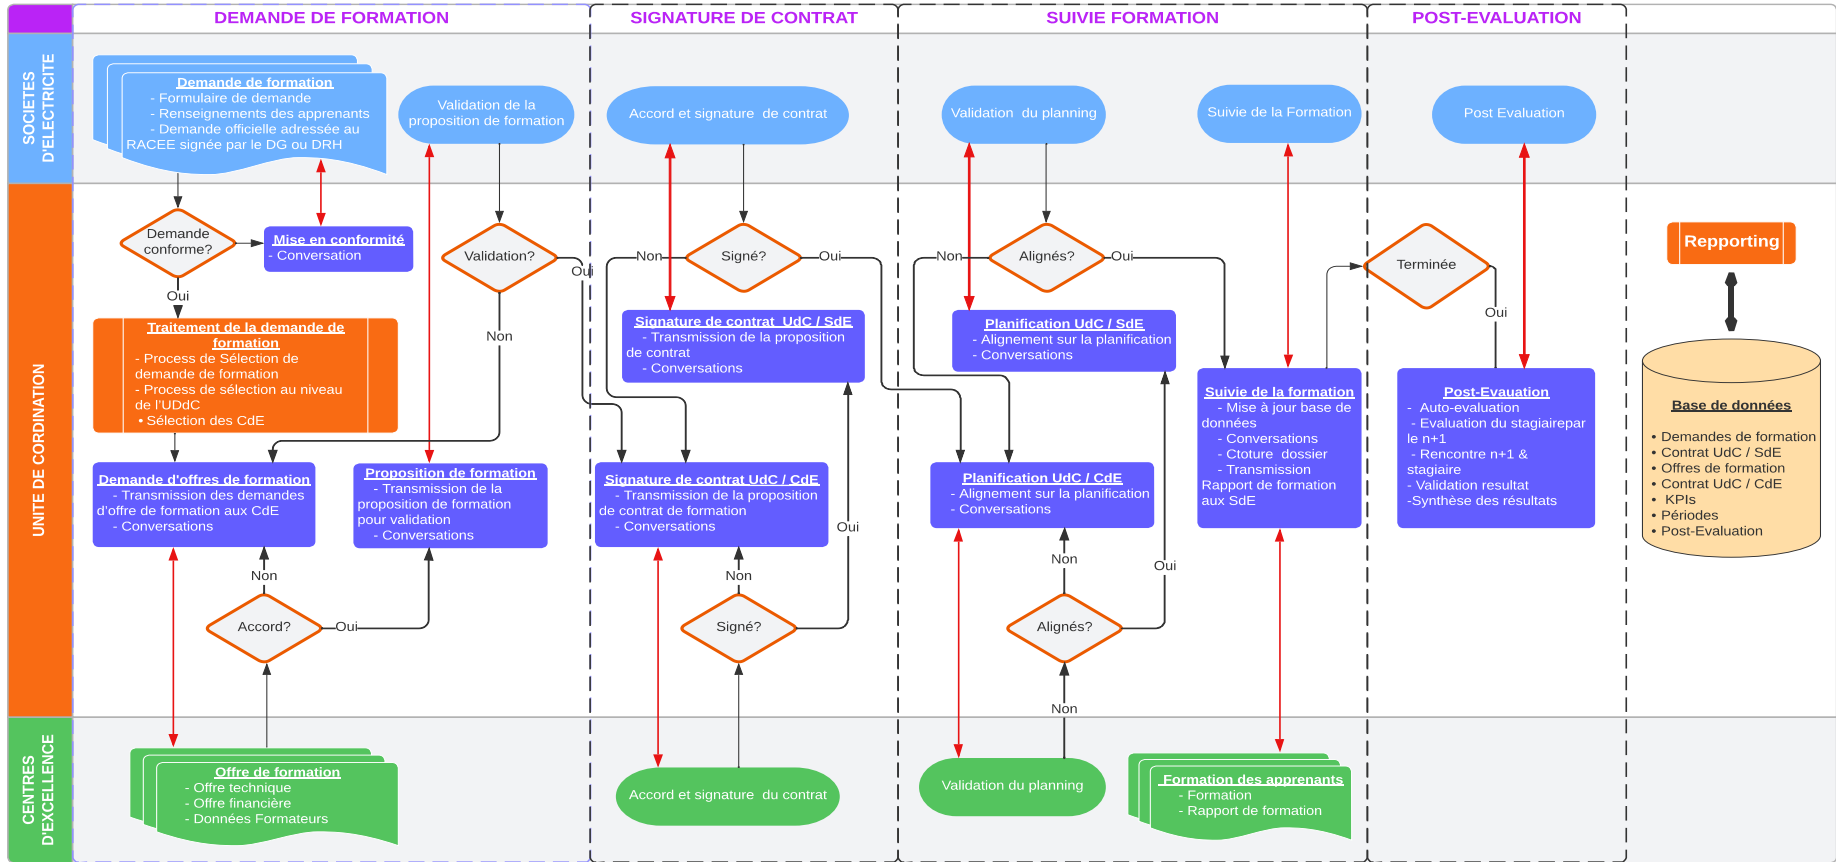 DEMANDE DE FORMATION
SIGNATURE DE CONTRAT
SUIVIE FORMATION
POST-EVALUATION
SOCIETES
D'ELECTRICITE
Demande de formation
- Formulaire de demande
- Renseignements des apprenants
- Demande officielle adressée au
RACEE signée par le DG ou DRH
Validation de la
proposition de formation
Accord et signature de contrat
Validation du planning
Suivie de la Formation
Post Evaluation
UNITE DE CORDINATION
Demande
conforme?
Mise en conformité
- Conversation
Oui
Traitement de la demande de
formation
- Process de Sélection de
demande de formation
- Process de sélection au niveau
de l'UDdC
• Sélection des CdE
Validation?
Oui
Non
Demande d'offres de formation
- Transmission des demandes
d'offre de formation aux CdE
- Conversations
Proposition de formation
- Transmission de la
proposition de formation
pour validation
- Conversations
Non
Accord?
Oui
Non
Signé?
Oui
Signature de contrat UdC / SdE
- Transmission de la proposition
de contrat
- Conversations
Signature de contrat UdC / CdE
- Transmission de la proposition
de contrat de formation
- Conversations
Oui
Non
Signé?
Non
Alignés?
Oui
Planification UdC / SdE
- Alignement sur la planification
- Conversations
Planification UdC / CdE
- Alignement sur la planification
- Conversations
Non
Oui
Alignés?
Non
Suivie de la formation
- Mise à jour base de
données
- Conversations
- Ctoture dossier
- Transmission
Rapport de formation
aux SdE
Terminée
Oui
Post-Evauation
- Auto-evaluation
- Evaluation du stagiairepar
le n+1
- Rencontre n+1 &
stagiaire
- Validation resultat
-Synthèse des résultats
Repporting
Base de données
• Demandes de formation
• Contrat UdC / SdE
• Offres de formation
• Contrat UdC / CdE
• KPIs
• Périodes
• Post-Evaluation
CENTRES
D'EXCELLENCE
Offre de formation
- Offre technique
- Offre financière
- Données Formateurs
Accord et signature du contrat
Validation du planning
Formation des apprenants
- Formation
- Rapport de formation